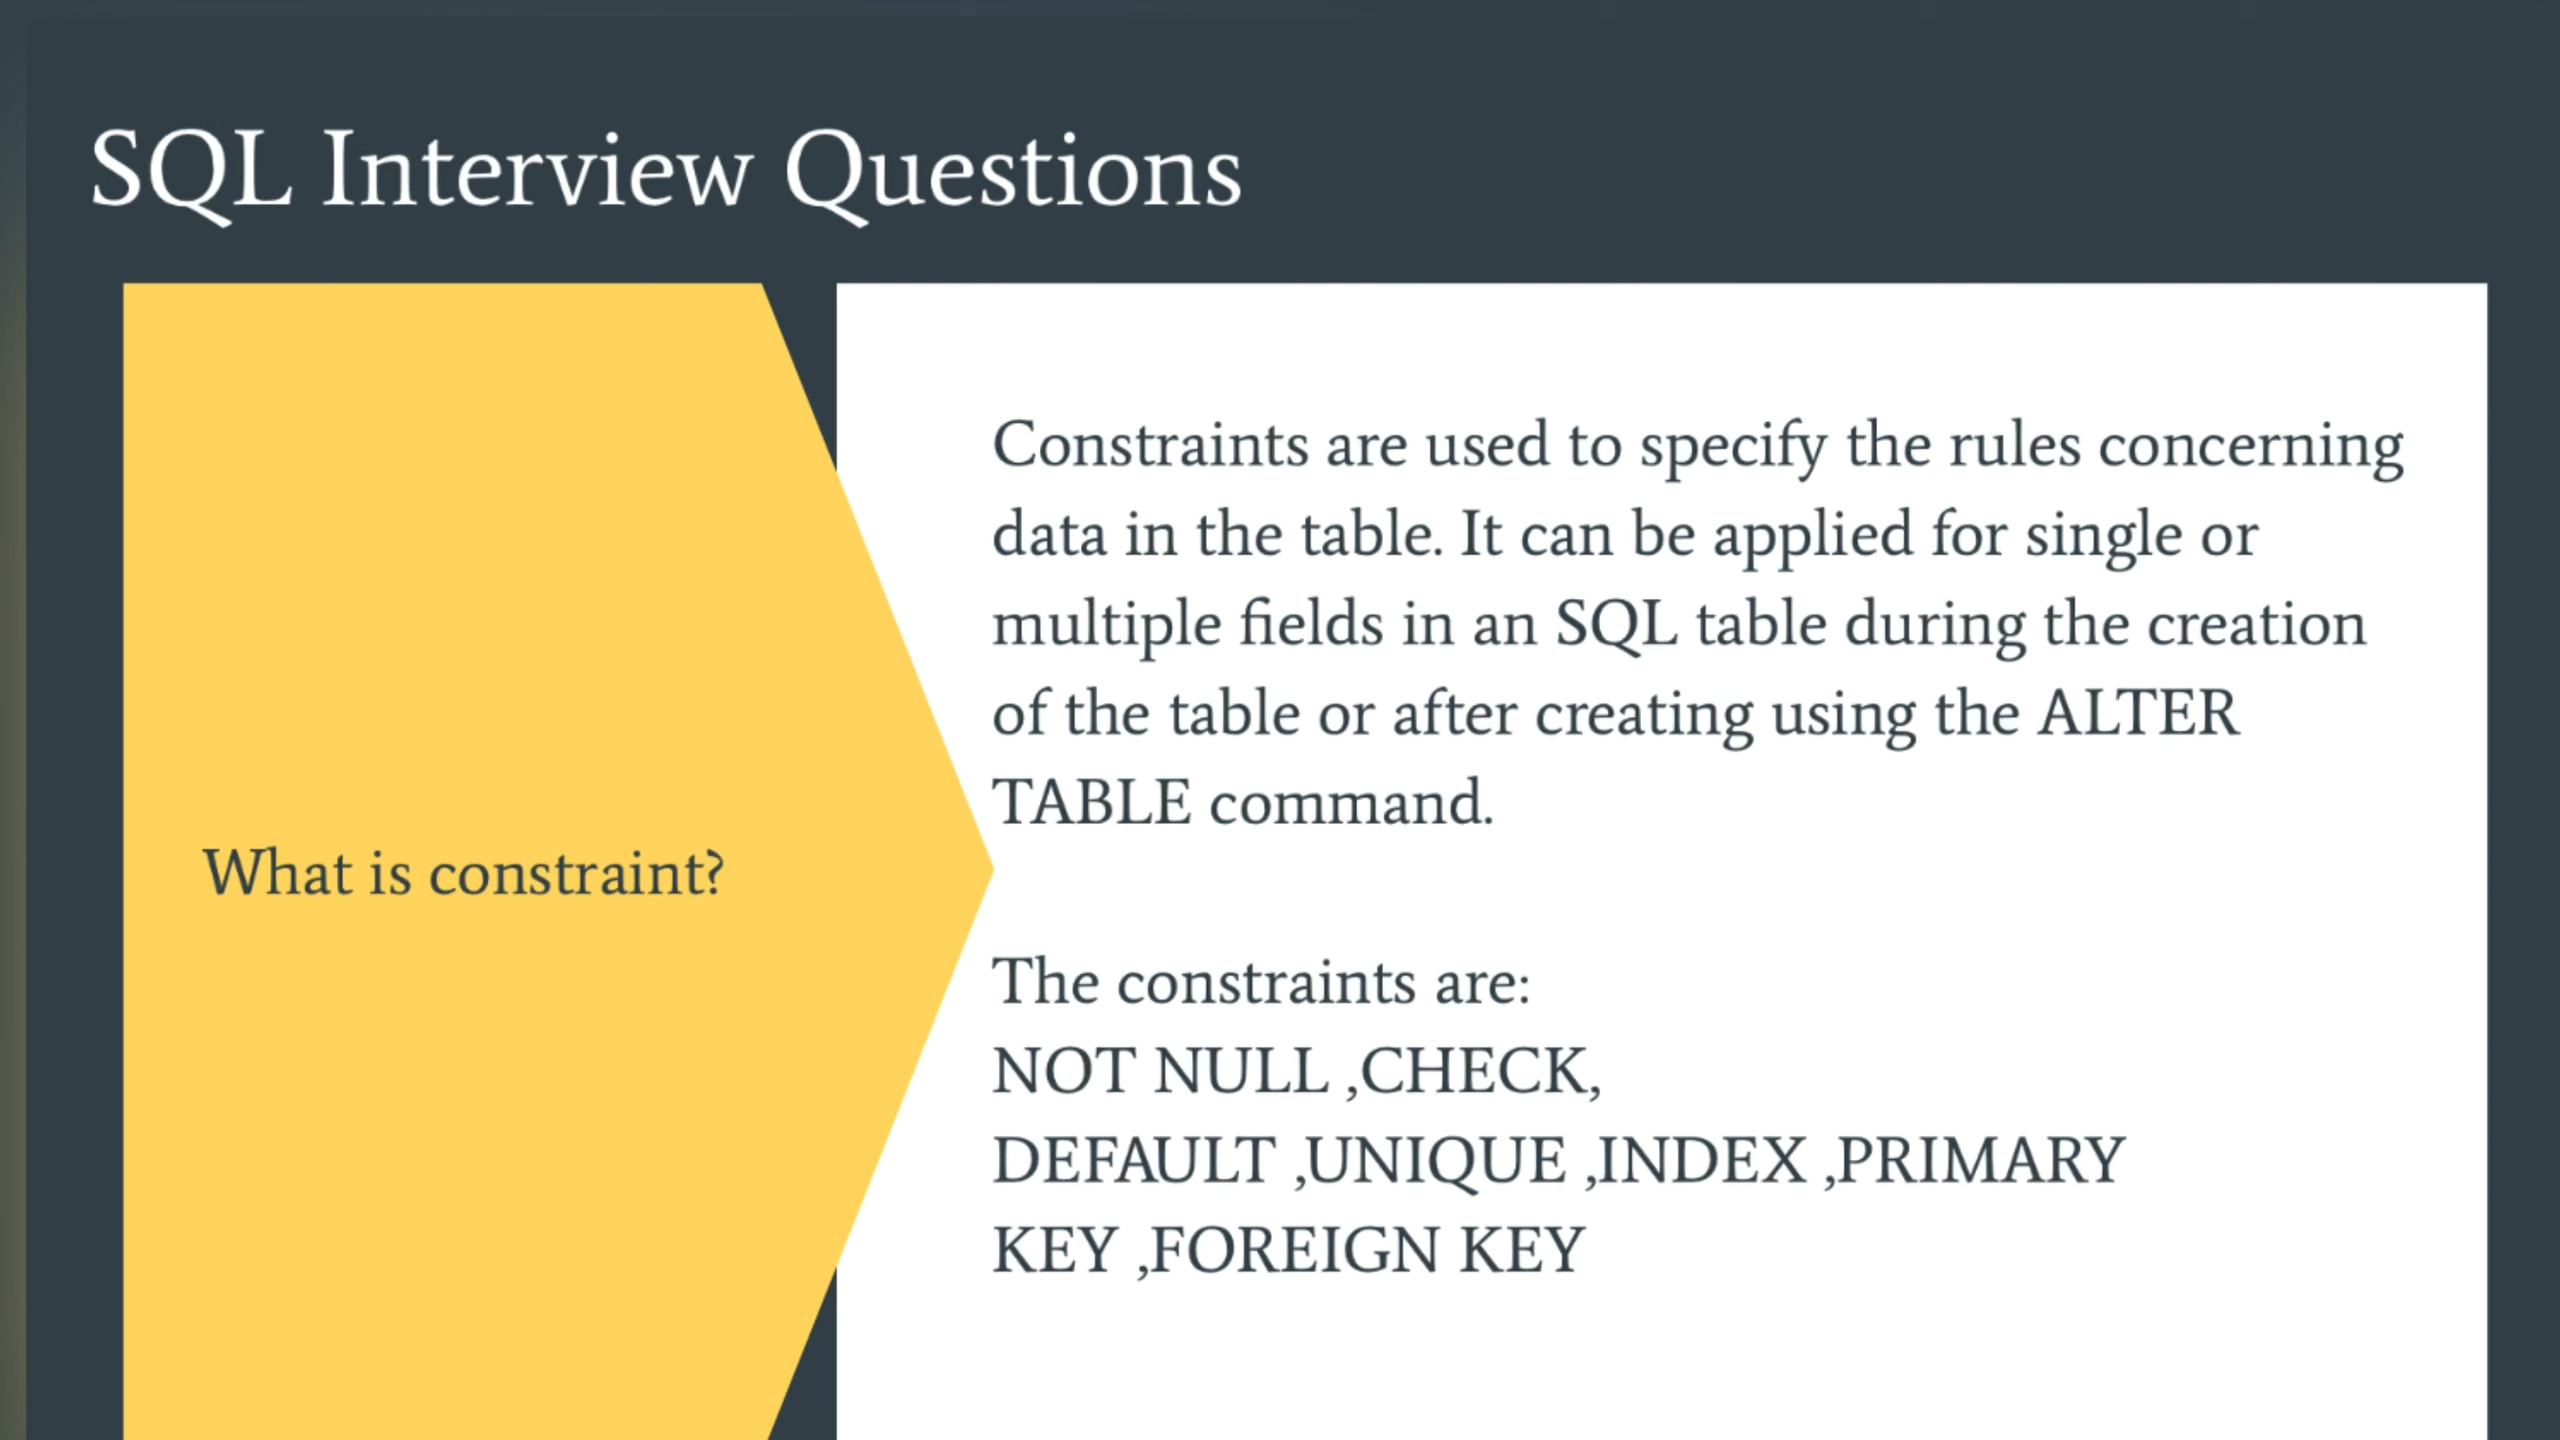 SQL Interview Questions
What is constraint?
Constraints are used to specify the rules concerning
data in the table. It can be applied for single or
multiple fields in an SQL table during the creation
of the table or after creating using the ALTER
TABLE command.
The constraints are:
NOT NULL ,CHECK,
DEFAULT ,UNIQUE ,INDEX ,PRIMARY
KEY ,FOREIGN KEY